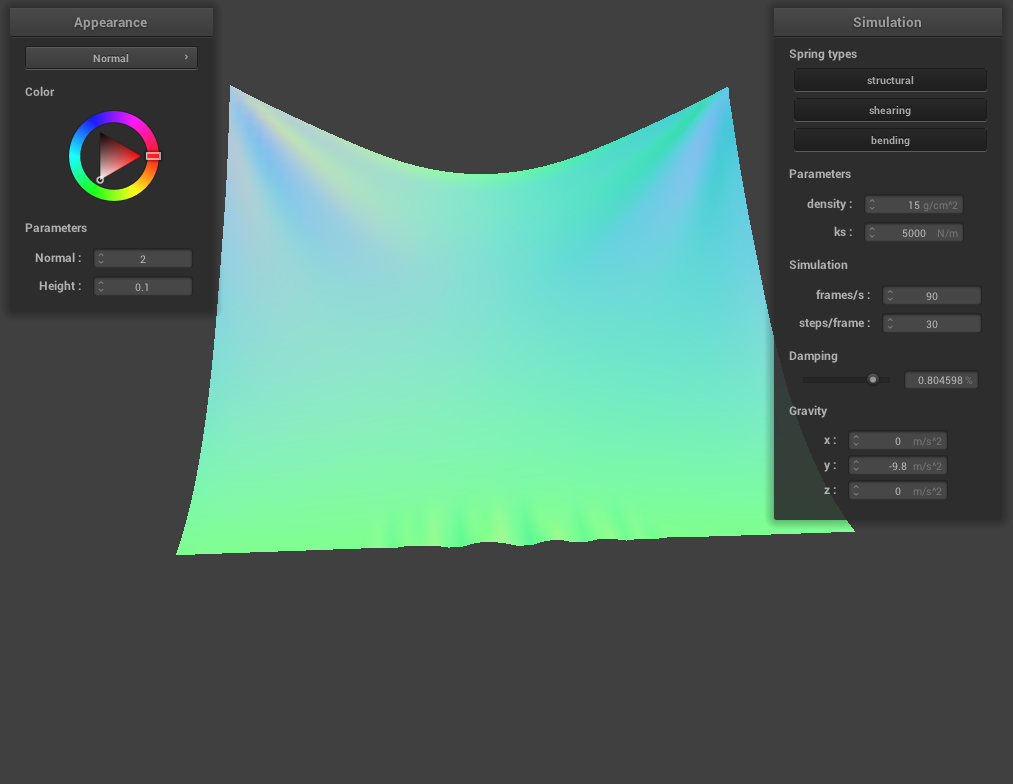 Appearance
Normal
Color
Parameters
Normal : 2
Height : 0.1
Simulation
Spring types
structural
shearing
bending
Parameters
density : 15 g/cm^2
ks : 5000 N/m
Simulation
frames/s : 90
steps/frame : 30
Damping
0.804598 %
Gravity
x : 0 m/s^2
y : -9.8 m/s^2
z : 0 m/s^2